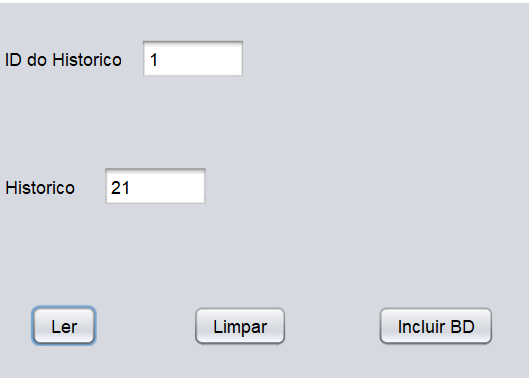 ID do Historico 1
Historico 21
Ler Limpar Incluir BD